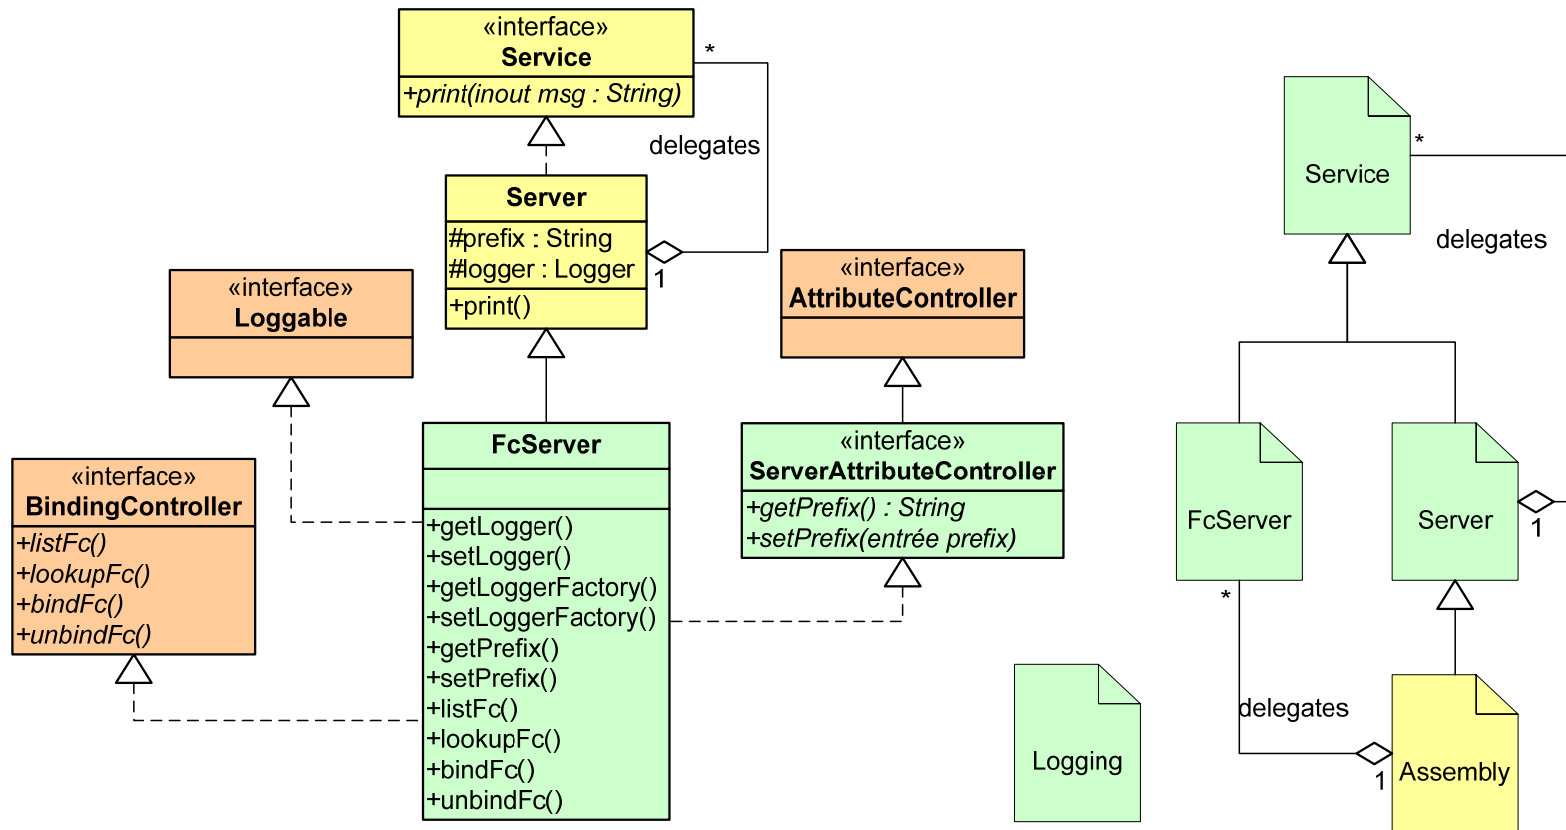 «interface»
Service
+print(inout msg : String)
*
delegates
Server
#prefix : String
#logger : Logger
+print()
1
«interface»
Loggable
«interface»
AttributeController
«interface»
BindingController
+listFc()
+lookupFc()
+bindFc()
+unbindFc()
FcServer
+getLogger()
+setLogger()
+getLoggerFactory()
+setLoggerFactory()
+getPrefix()
+setPrefix()
+listFc()
+lookupFc()
+bindFc()
+unbindFc()
«interface»
ServerAttributeController
+getPrefix() : String
+setPrefix(entrée prefix)
Service
*
delegates
FcServer
*
Server
1
delegates
Logging
Assembly
1